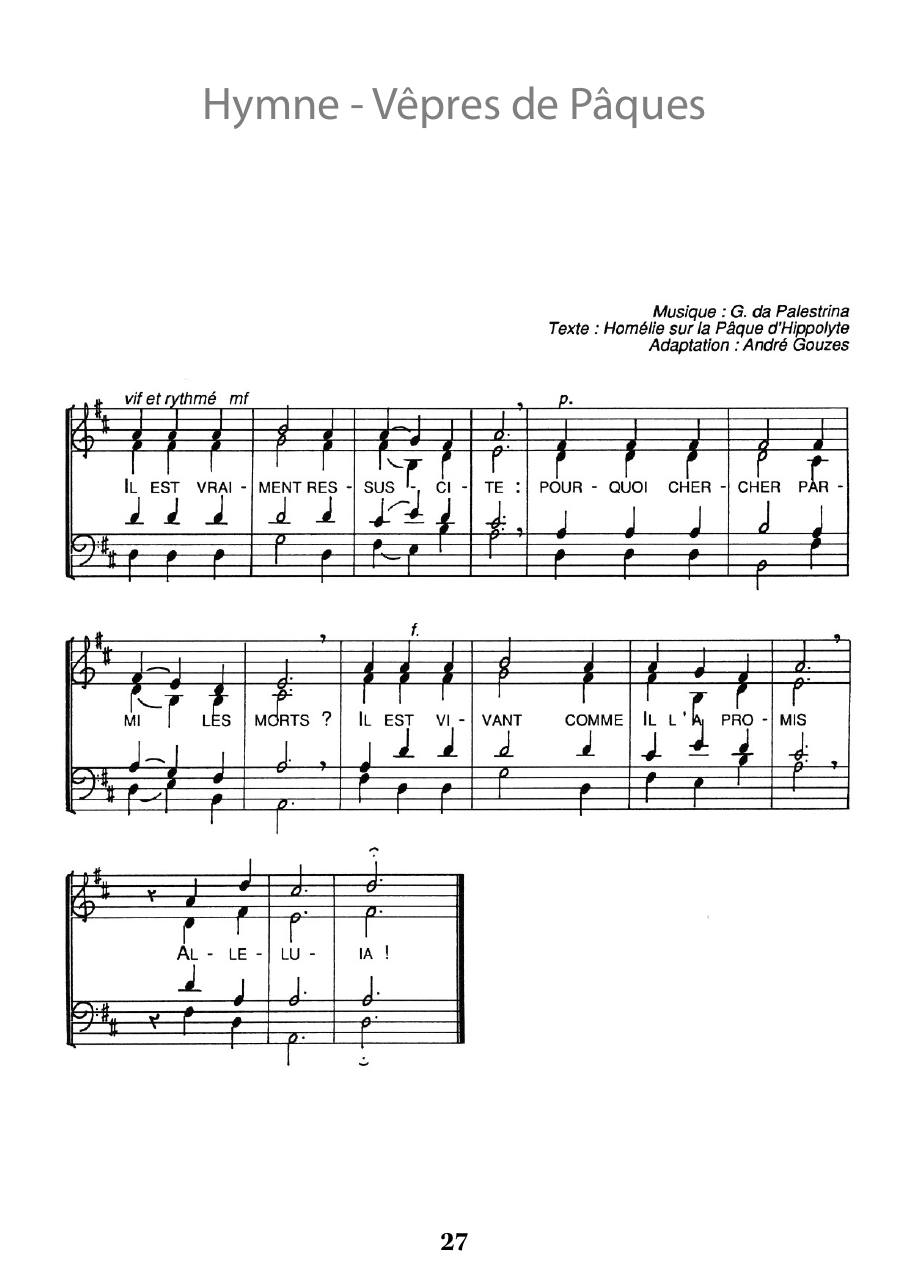 Hymne - Vêpres de Pâques
Musique : G. da Palestrina
Texte : Homélie sur la Pâque d'Hippolyte
Adaptation : André Gouzes
vif et rythmé mf p.
IL EST VRAI - MENT RES - SUS - CI - TE : POUR - QUOI CHER - CHER PAR -
f.
MI LES MORTS ? IL EST VI - VANT COMME IL L'A PRO - MIS
AL - LE - LU - IA !
27